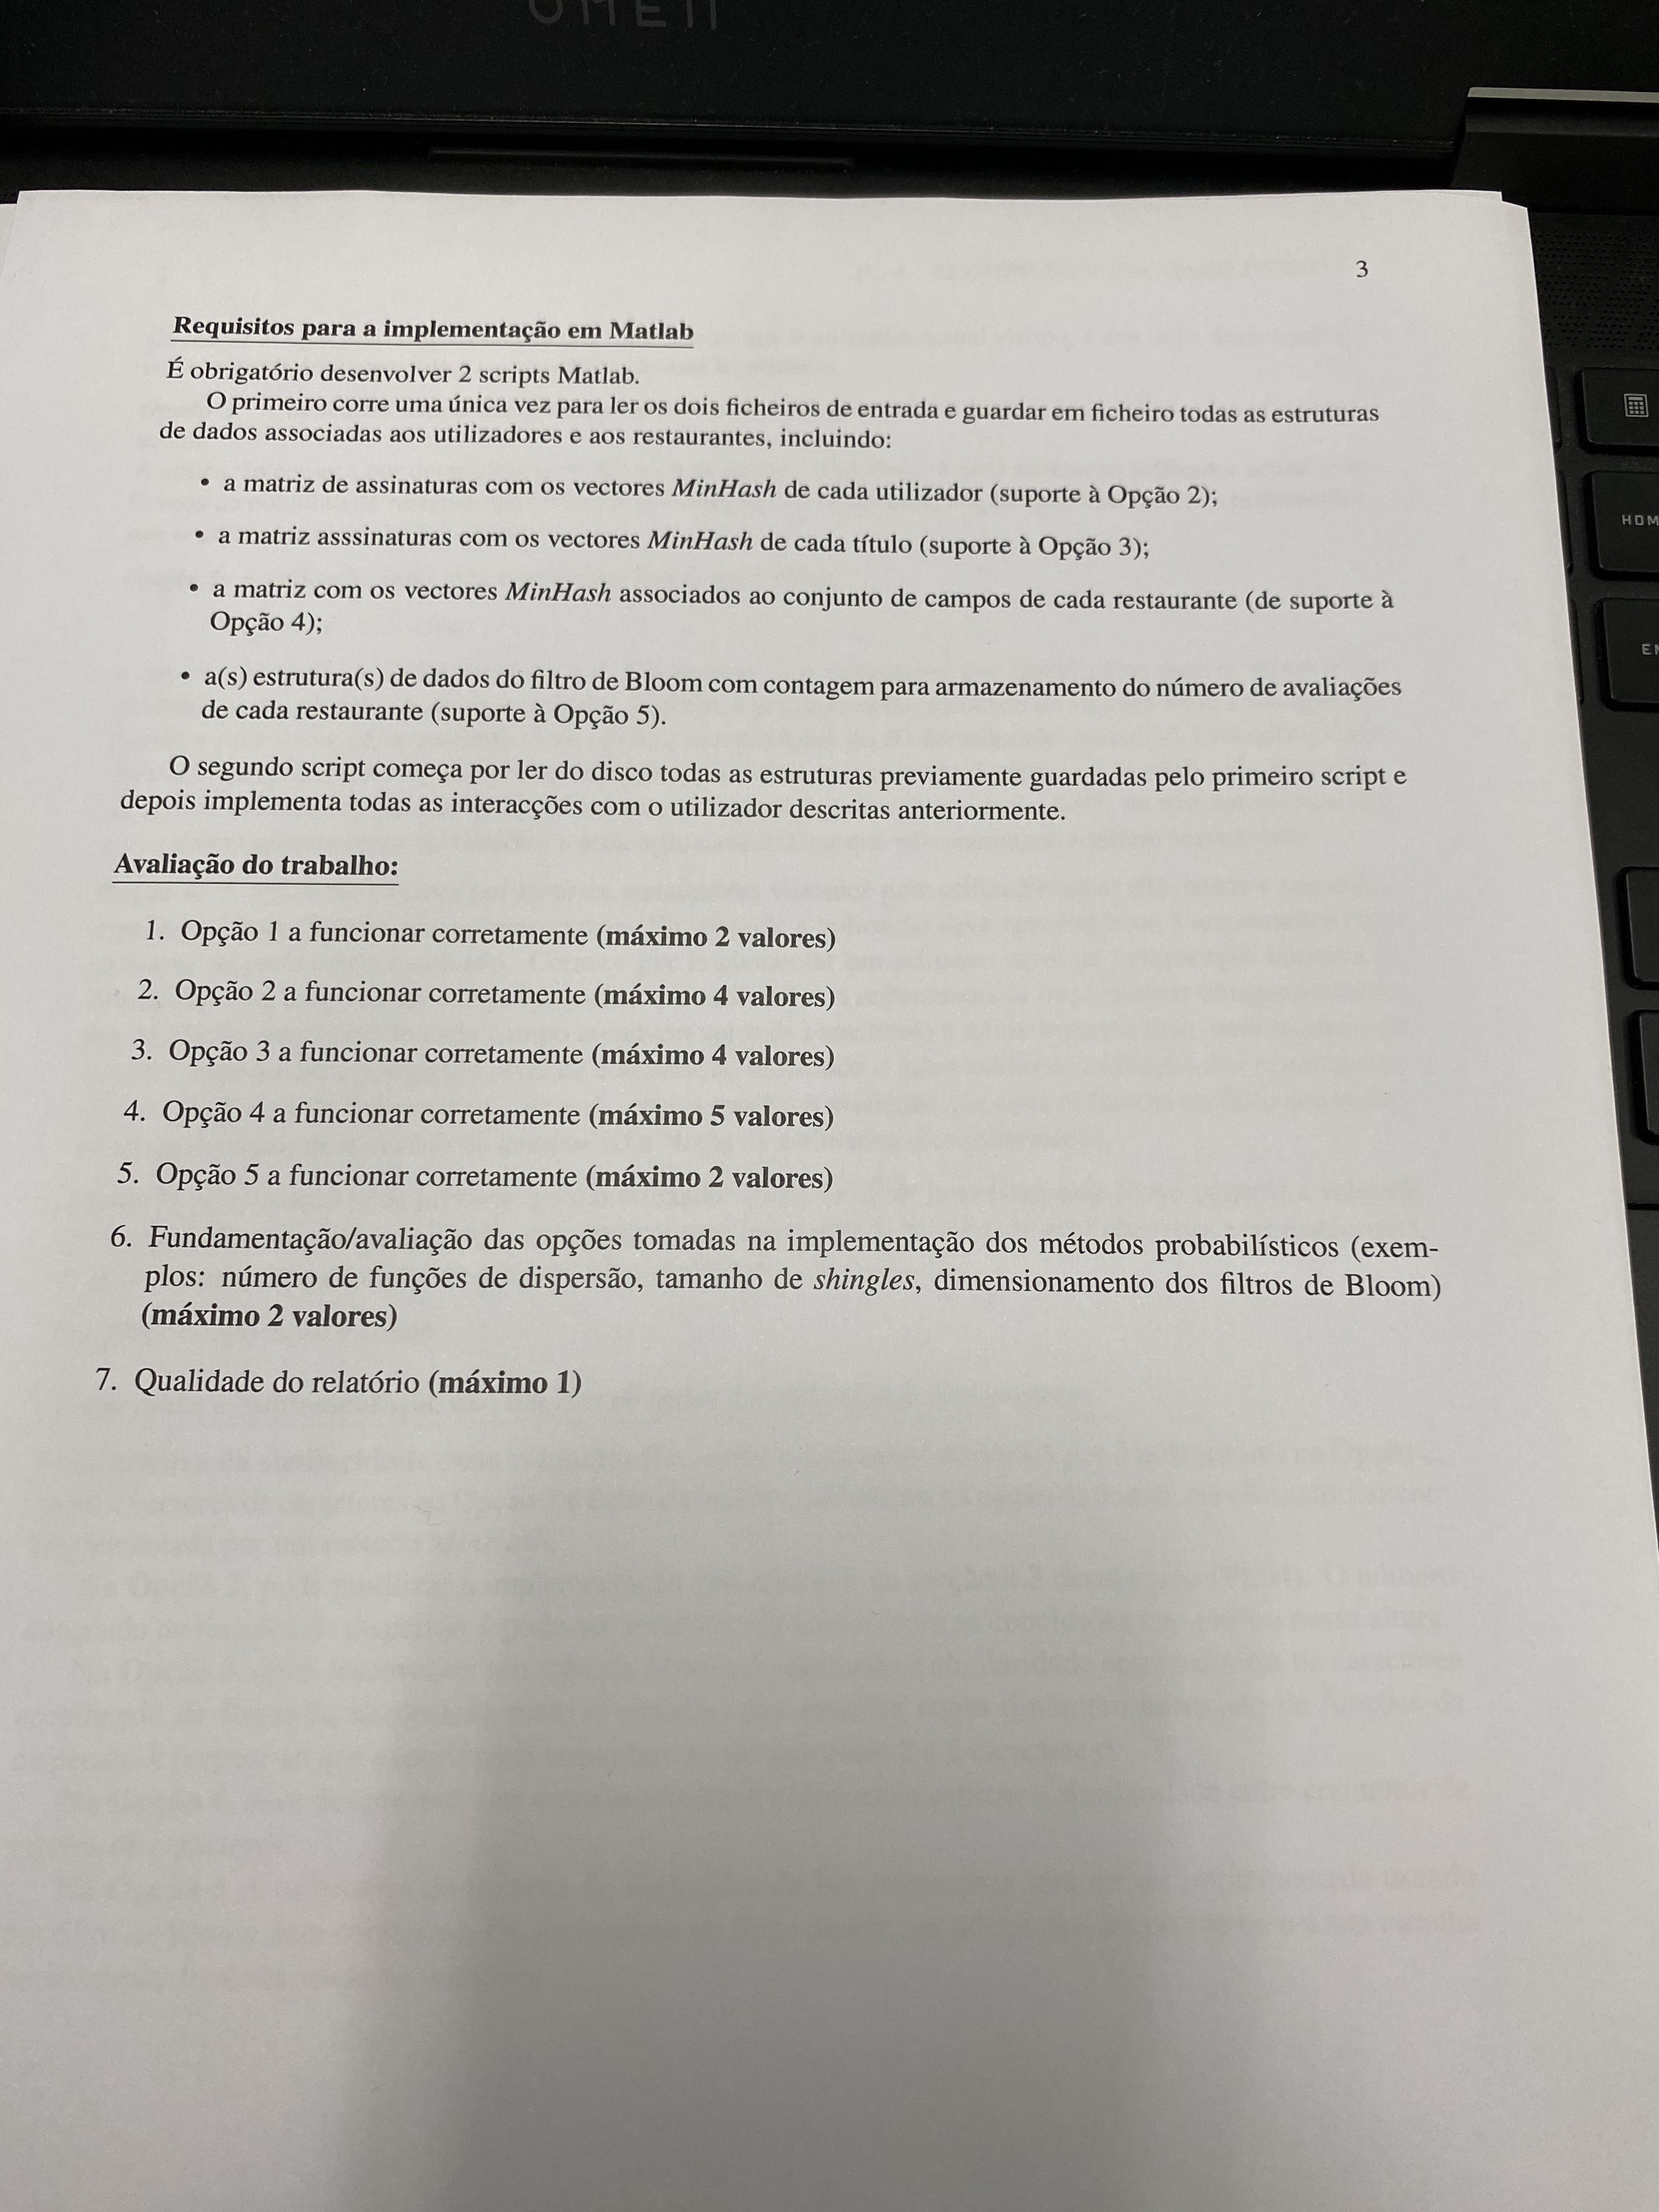 3
Requisitos para a implementação em Matlab
É obrigatório desenvolver 2 scripts Matlab.
O primeiro corre uma única vez para ler os dois ficheiros de entrada e guardar em ficheiro todas as estruturas
de dados associadas aos utilizadores e aos restaurantes, incluindo:
• a matriz de assinaturas com os vectores MinHash de cada utilizador (suporte à Opção 2);
• a matriz asssinaturas com os vectores MinHash de cada título (suporte à Opção 3);
• a matriz com os vectores MinHash associados ao conjunto de campos de cada restaurante (de suporte à
Opção 4);
• a(s) estrutura(s) de dados do filtro de Bloom com contagem para armazenamento do número de avaliações
de cada restaurante (suporte à Opção 5).
O segundo script começa por ler do disco todas as estruturas previamente guardadas pelo primeiro script e
depois implementa todas as interacções com o utilizador descritas anteriormente.
Avaliação do trabalho:
1. Opção 1 a funcionar corretamente (máximo 2 valores)
2. Opção 2 a funcionar corretamente (máximo 4 valores)
3. Opção 3 a funcionar corretamente (máximo 4 valores)
4. Opção 4 a funcionar corretamente (máximo 5 valores)
5. Opção 5 a funcionar corretamente (máximo 2 valores)
6. Fundamentação/avaliação das opções tomadas na implementação dos métodos probabilísticos (exem-
plos: número de funções de dispersão, tamanho de shingles, dimensionamento dos filtros de Bloom)
(máximo 2 valores)
7. Qualidade do relatório (máximo 1)